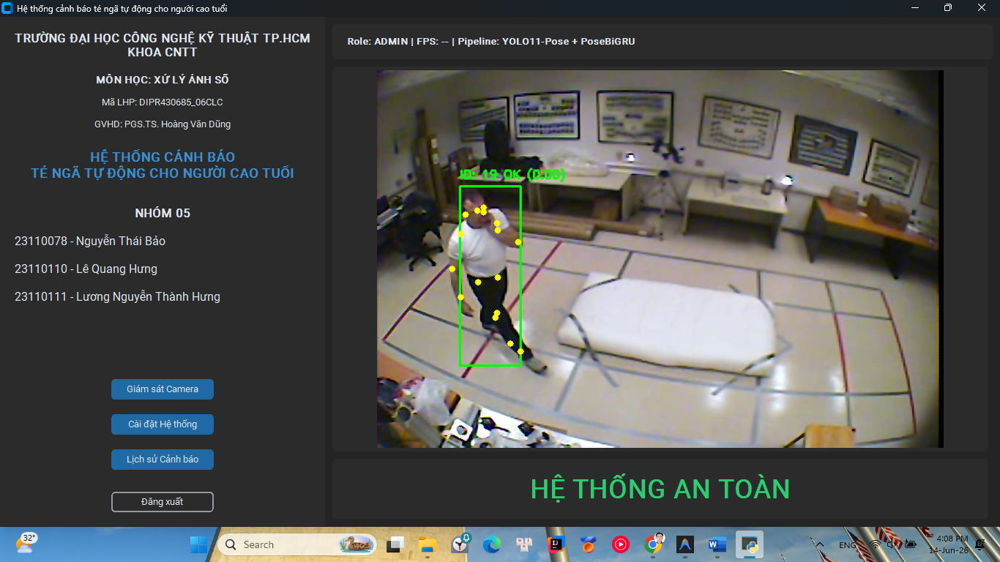 Hệ thống cảnh báo té ngã tự động cho người cao tuổi
TRƯỜNG ĐẠI HỌC CÔNG NGHỆ KỸ THUẬT TP.HCM
KHOA CNTT
MÔN HỌC: XỬ LÝ ẢNH SỐ
Mã LHP: DIPR430685_06CLC
GVHD: PGS.TS. Hoàng Văn Dũng
HỆ THỐNG CẢNH BÁO
TÉ NGÃ TỰ ĐỘNG CHO NGƯỜI CAO TUỔI
NHÓM 05
23110078 - Nguyễn Thái Bảo
23110110 - Lê Quang Hưng
23110111 - Lương Nguyễn Thành Hưng
Giám sát Camera
Cài đặt Hệ thống
Lịch sử Cảnh báo
Đăng xuất
Role: ADMIN | FPS: -- | Pipeline: YOLO11-Pose + PoseBiGRU
ID: 19 OK (0.00)
HỆ THỐNG AN TOÀN
32°
Search
ENG
4:08 PM
14-Jun-26